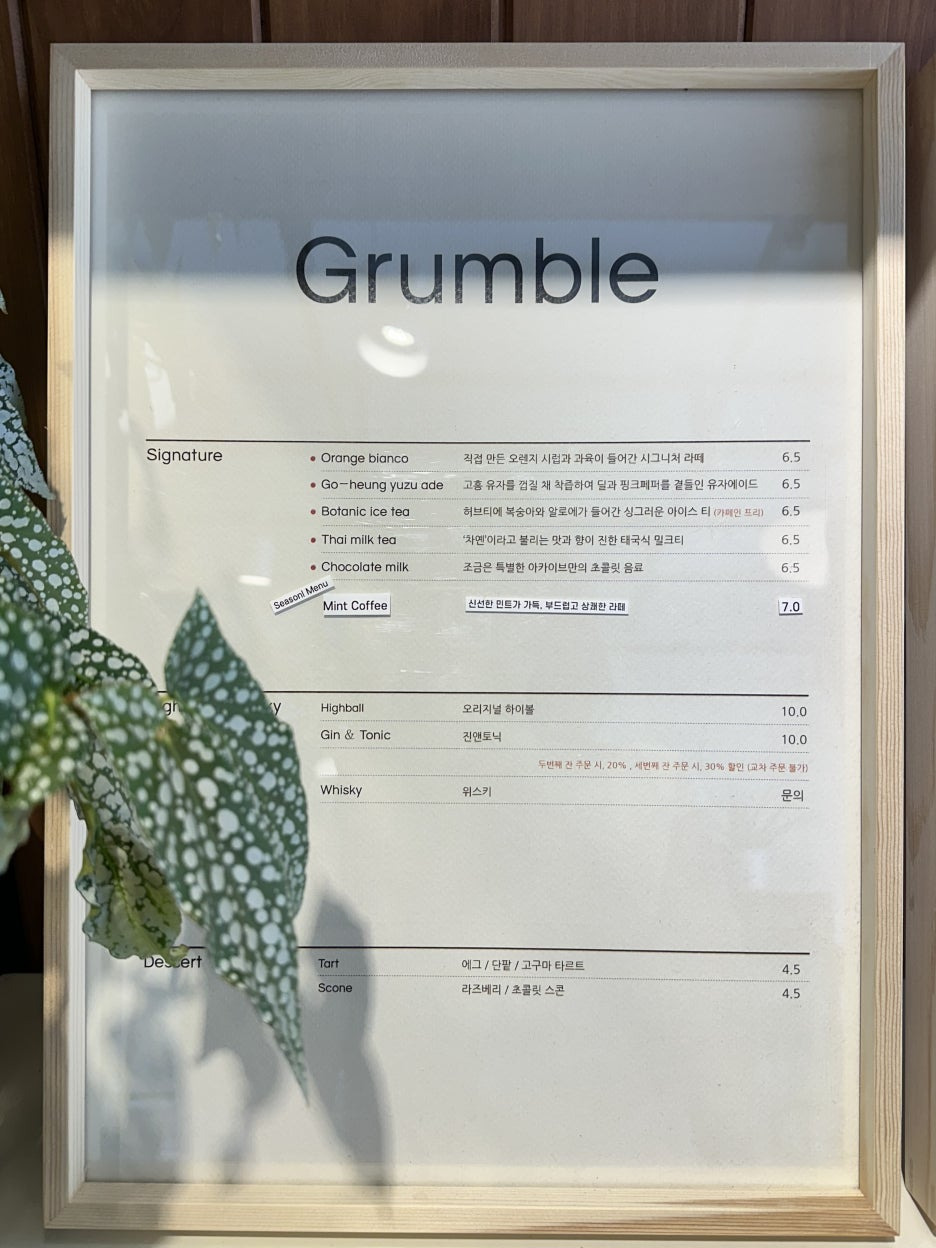 Grumble
Signature
Orange bianco 직접 만든 오렌지 시럽과 과육이 들어간 시그니처 라떼 6.5
Go-heung yuzu ade 고흥 유자를 껍질 채 착즙하여 딜과 핑크페퍼를 곁들인 유자에이드 6.5
Botanic ice tea 허브티에 복숭아와 알로에가 들어간 싱그러운 아이스 티 (카페인 프리) 6.5
Thai milk tea '차옌'이라고 불리는 맛과 향이 진한 태국식 밀크티 6.5
Chocolate milk 조금은 특별한 아카이브만의 초콜릿 음료 6.5
Seasonl Menu
Mint Coffee 신선한 민트가 가득, 부드럽고 상쾌한 라떼 7.0
Highball 오리지널 하이볼 10.0
Gin & Tonic 진앤토닉 10.0
두번째 잔 주문 시, 20% , 세번째 잔 주문 시, 30% 할인 (교차 주문 불가)
Whisky 위스키 문의
Dessert
Tart 에그 / 단팥 / 고구마 타르트 4.5
Scone 라즈베리 / 초콜릿 스콘 4.5